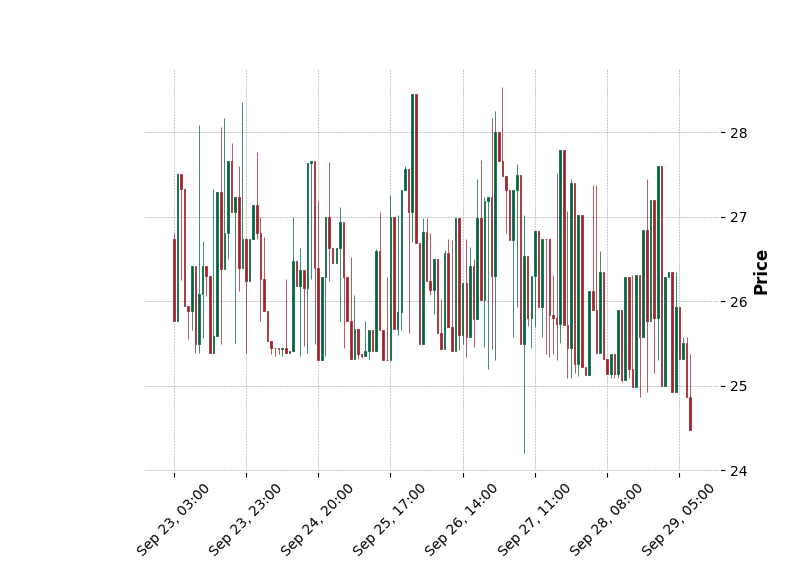 28
27
26
25
24
Price
Sep 23, 03:00
Sep 23, 23:00
Sep 24, 20:00
Sep 25, 17:00
Sep 26, 14:00
Sep 27, 11:00
Sep 28, 08:00
Sep 29, 05:00